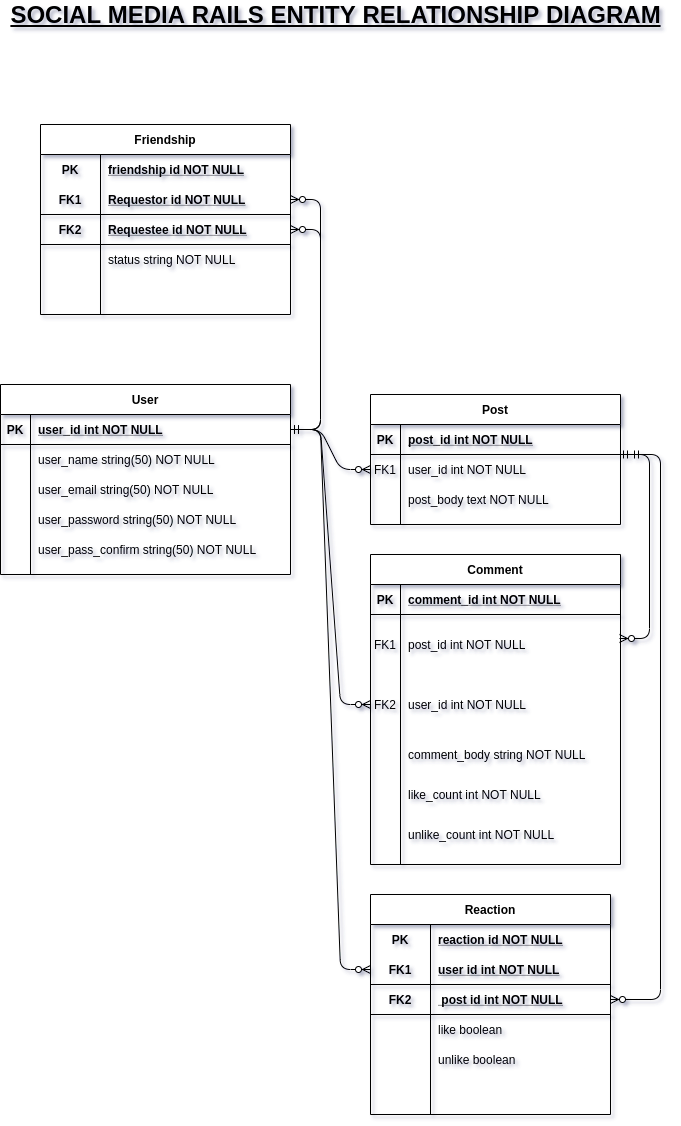 SOCIAL MEDIA RAILS ENTITY RELATIONSHIP DIAGRAM
Friendship
PK friendship id NOT NULL
FK1 Requestor id NOT NULL
FK2 Requestee id NOT NULL
status string NOT NULL
User
PK user_id int NOT NULL
user_name string(50) NOT NULL
user_email string(50) NOT NULL
user_password string(50) NOT NULL
user_pass_confirm string(50) NOT NULL
Post
PK post_id int NOT NULL
FK1 user_id int NOT NULL
post_body text NOT NULL
Comment
PK comment_id int NOT NULL
FK1 post_id int NOT NULL
FK2 user_id int NOT NULL
comment_body string NOT NULL
like_count int NOT NULL
unlike_count int NOT NULL
Reaction
PK reaction id NOT NULL
FK1 user id int NOT NULL
FK2 post id int NOT NULL
like boolean
unlike boolean